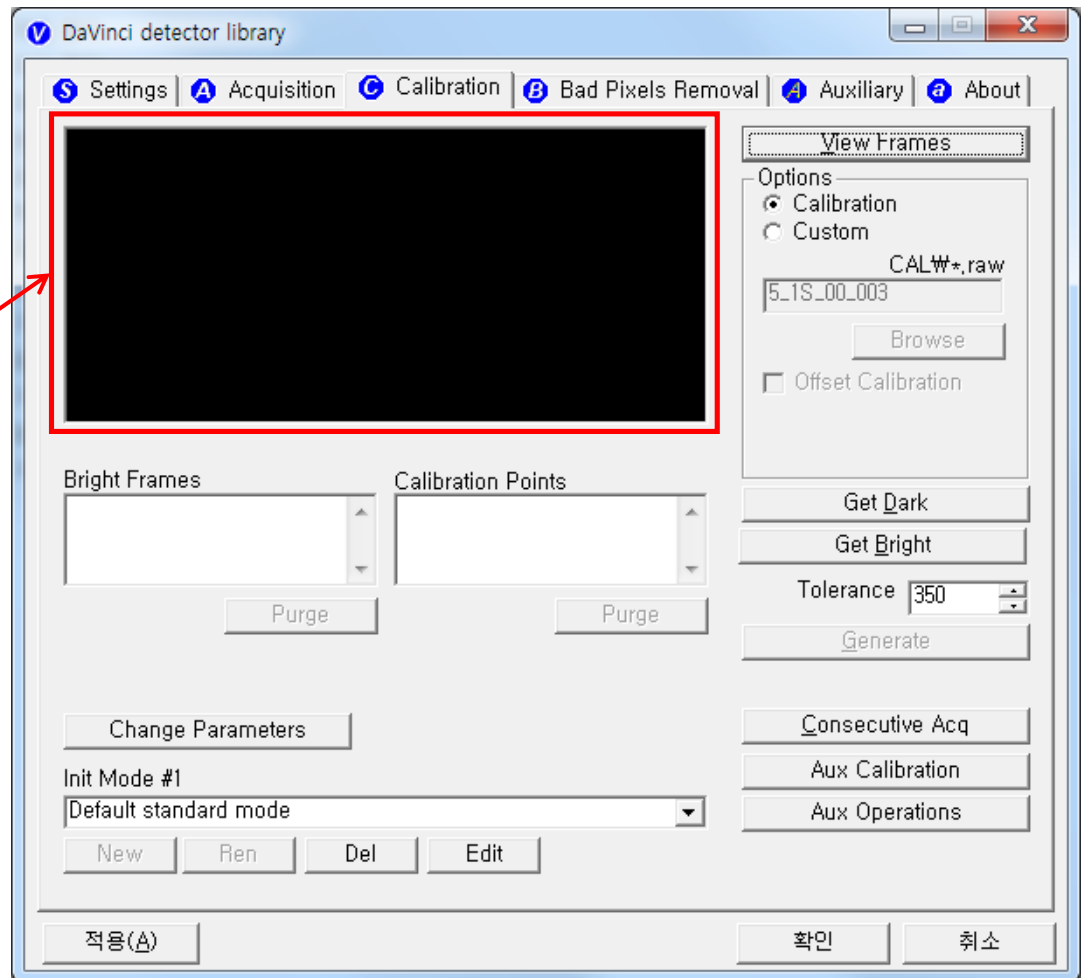 V DaVinci detector library
S Settings A Acquisition C Calibration B Bad Pixels Removal A Auxiliary a About
View Frames
Options
Calibration
Custom
CAL₩*.raw
5_1S_00_003
Browse
Offset Calibration
Bright Frames Calibration Points
Get Dark
Get Bright
Tolerance 350
Purge Purge
Generate
Change Parameters Consecutive Acq
Init Mode #1 Aux Calibration
Default standard mode Aux Operations
New Ren Del Edit
적용(A) 확인 취소